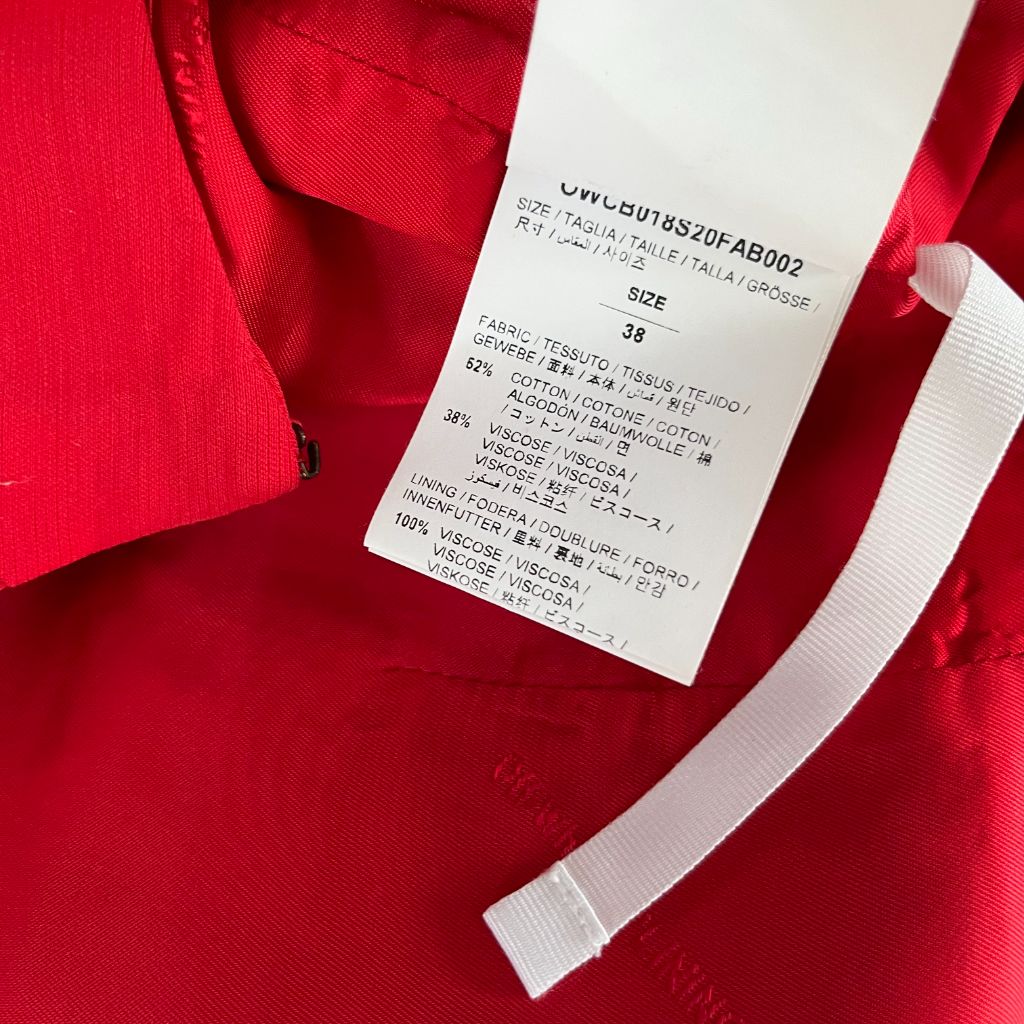 OWCB018S20FAB002
SIZE / TAGLIA / TAILLE / TALLA / GRÖSSE /
尺寸 / المقاس / 사이즈
SIZE
38
FABRIC / TESSUTO / TISSUS / TEJIDO /
GEWEBE / 面料 / 本体 / قماش / 원단
62% COTTON / COTONE / COTON /
ALGODÓN / BAUMWOLLE / 棉
/ コットン / القطن / 면
38% VISCOSE / VISCOSA /
VISCOSE / VISCOSA /
VISKOSE / 粘纤 / ビスコース /
فيسكوز / 비스코스
LINING / FODERA / DOUBLURE / FORRO /
INNENFUTTER / 里料 / 裏地 / بطانة / 안감
100% VISCOSE / VISCOSA /
VISCOSE / VISCOSA /
VISKOSE / 粘纤 / ビスコース /